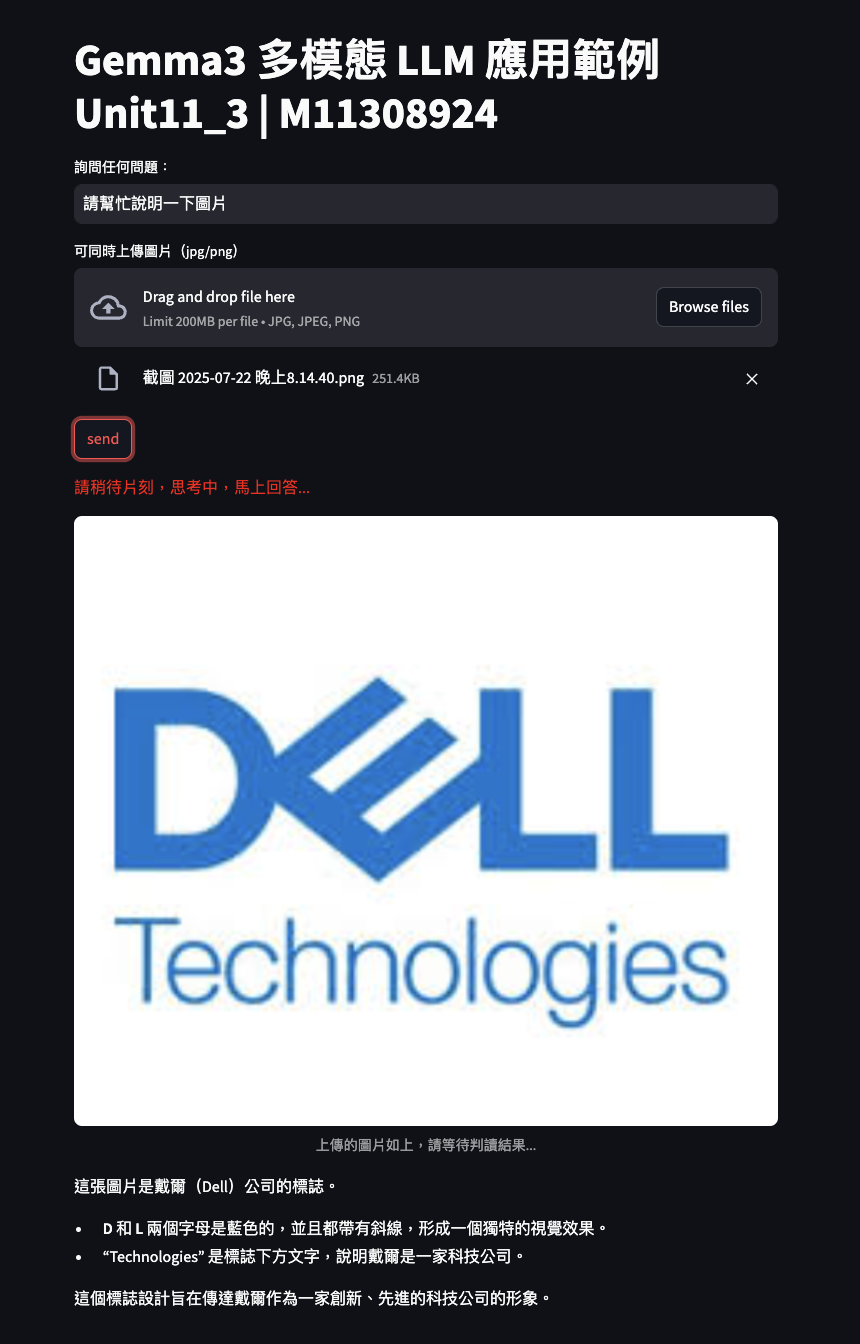 Gemma3 多模態 LLM 應用範例
Unit11_3 | M11308924
詢問任何問題：
請幫忙說明一下圖片
可同時上傳圖片（jpg/png）
Drag and drop file here
Limit 200MB per file • JPG, JPEG, PNG
Browse files
截圖 2025-07-22 晚上8.14.40.png 251.4KB
send
請稍待片刻，思考中，馬上回答...
DELL
Technologies
上傳的圖片如上，請等待判讀結果...
這張圖片是戴爾（Dell）公司的標誌。
• D 和 L 兩個字母是藍色的，並且都帶有斜線，形成一個獨特的視覺效果。
• “Technologies” 是標誌下方文字，說明戴爾是一家科技公司。
這個標誌設計旨在傳達戴爾作為一家創新、先進的科技公司的形象。